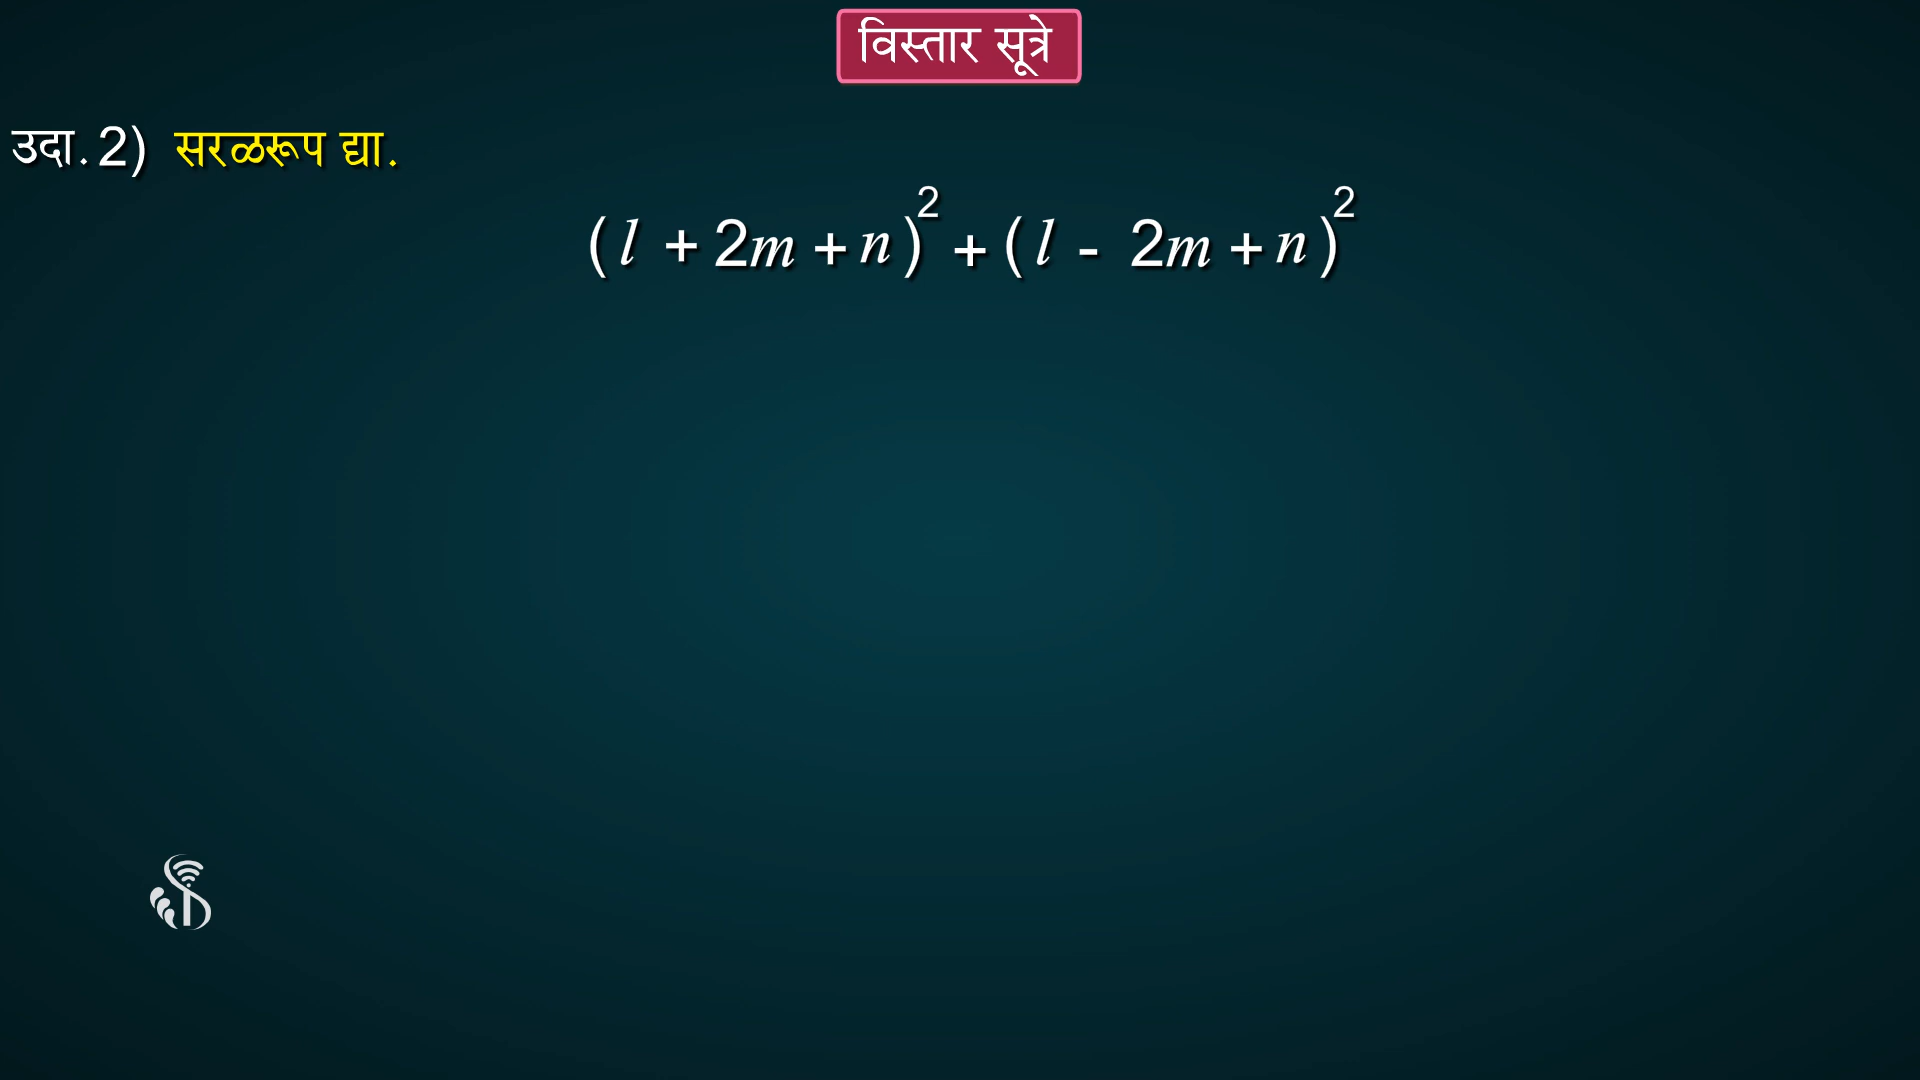 विस्तार सूत्रे
उदा. 2) सरळरूप द्या.
(l + 2m + n)² + (l - 2m + n)²